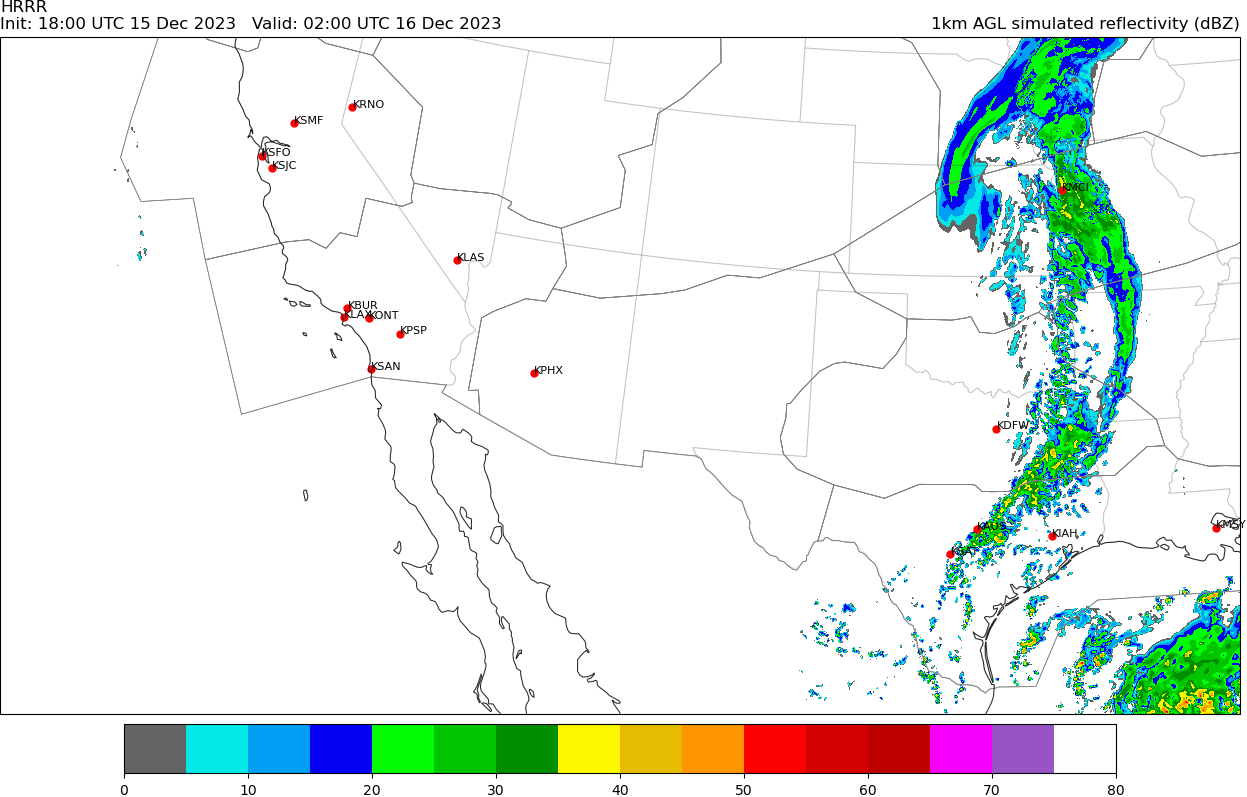 HRRR
Init: 18:00 UTC 15 Dec 2023   Valid: 02:00 UTC 16 Dec 2023
1km AGL simulated reflectivity (dBZ)
KRNO
KSMF
KSFO
KSJC
KMCI
KLAS
KBUR
KLAX
KONT
KPSP
KSAN
KPHX
KDFW
KAUS
KIAH
KMSY
KSAT
0 10 20 30 40 50 60 70 80